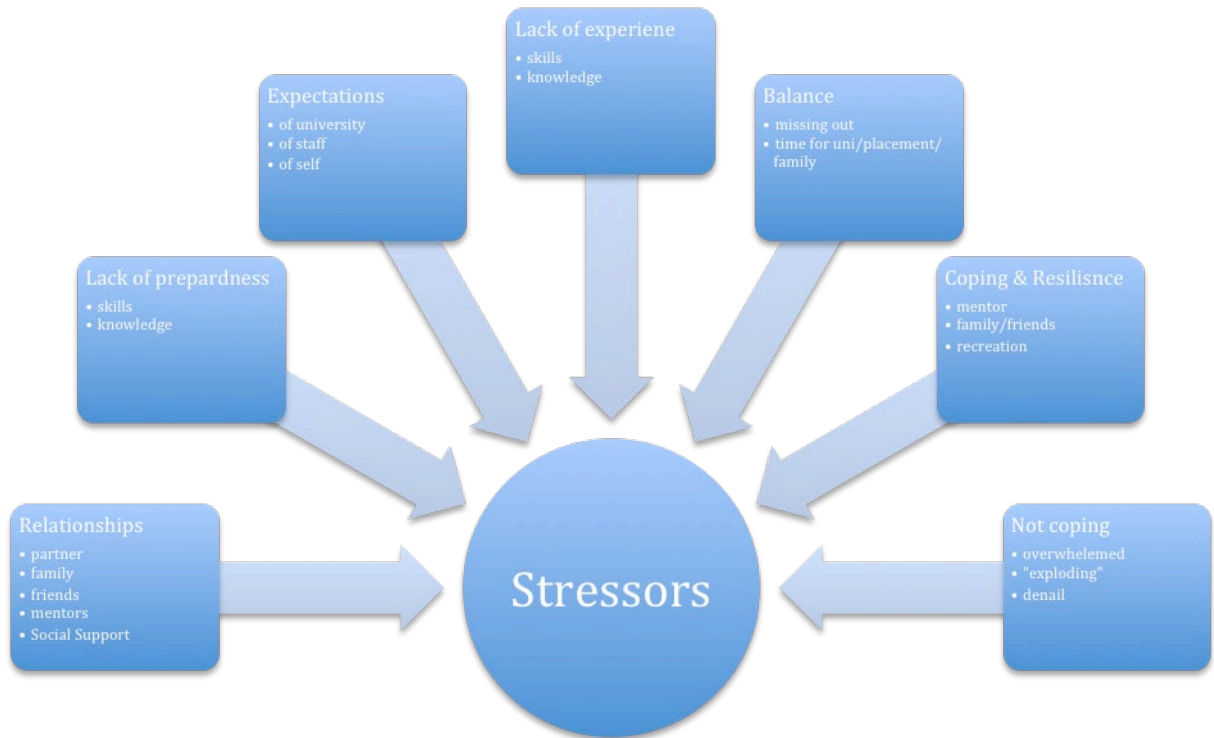 Lack of experiene
• skills
• knowledge
Expectations
• of university
• of staff
• of self
Balance
• missing out
• time for uni/placement/
family
Lack of prepardness
• skills
• knowledge
Coping & Resilisnce
• mentor
• family/friends
• recreation
Relationships
• partner
• family
• friends
• mentors
• Social Support
Stressors
Not coping
• overwhelemed
• "exploding"
• denail